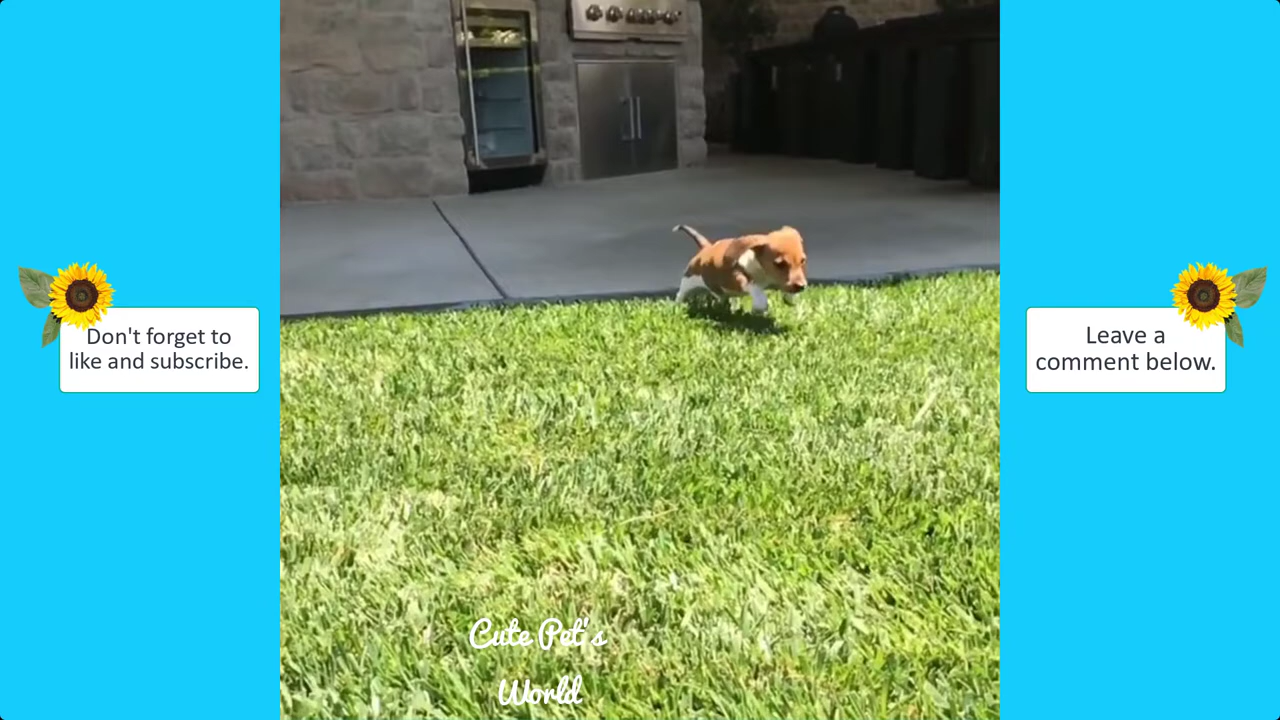 Don't forget to
like and subscribe.
Leave a
comment below.
Cute Pet's
World